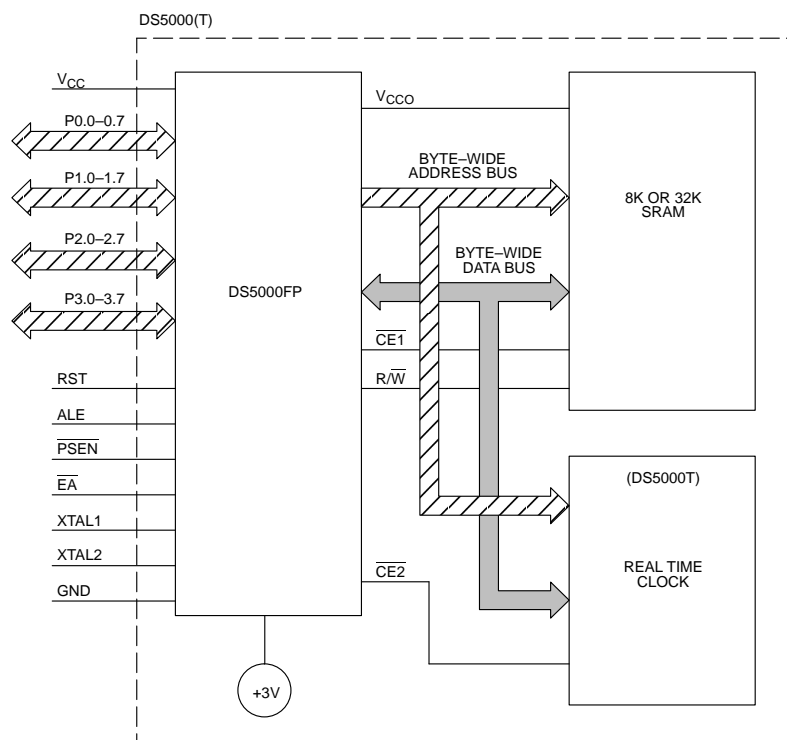 DS5000(T)
VCC
P0.0–0.7
P1.0–1.7
P2.0–2.7
P3.0–3.7
RST
ALE
PSEN
EA
XTAL1
XTAL2
GND
DS5000FP
+3V
VCCO
BYTE–WIDE
ADDRESS BUS
BYTE–WIDE
DATA BUS
CE1
R/W
CE2
8K OR 32K
SRAM
(DS5000T)
REAL TIME
CLOCK